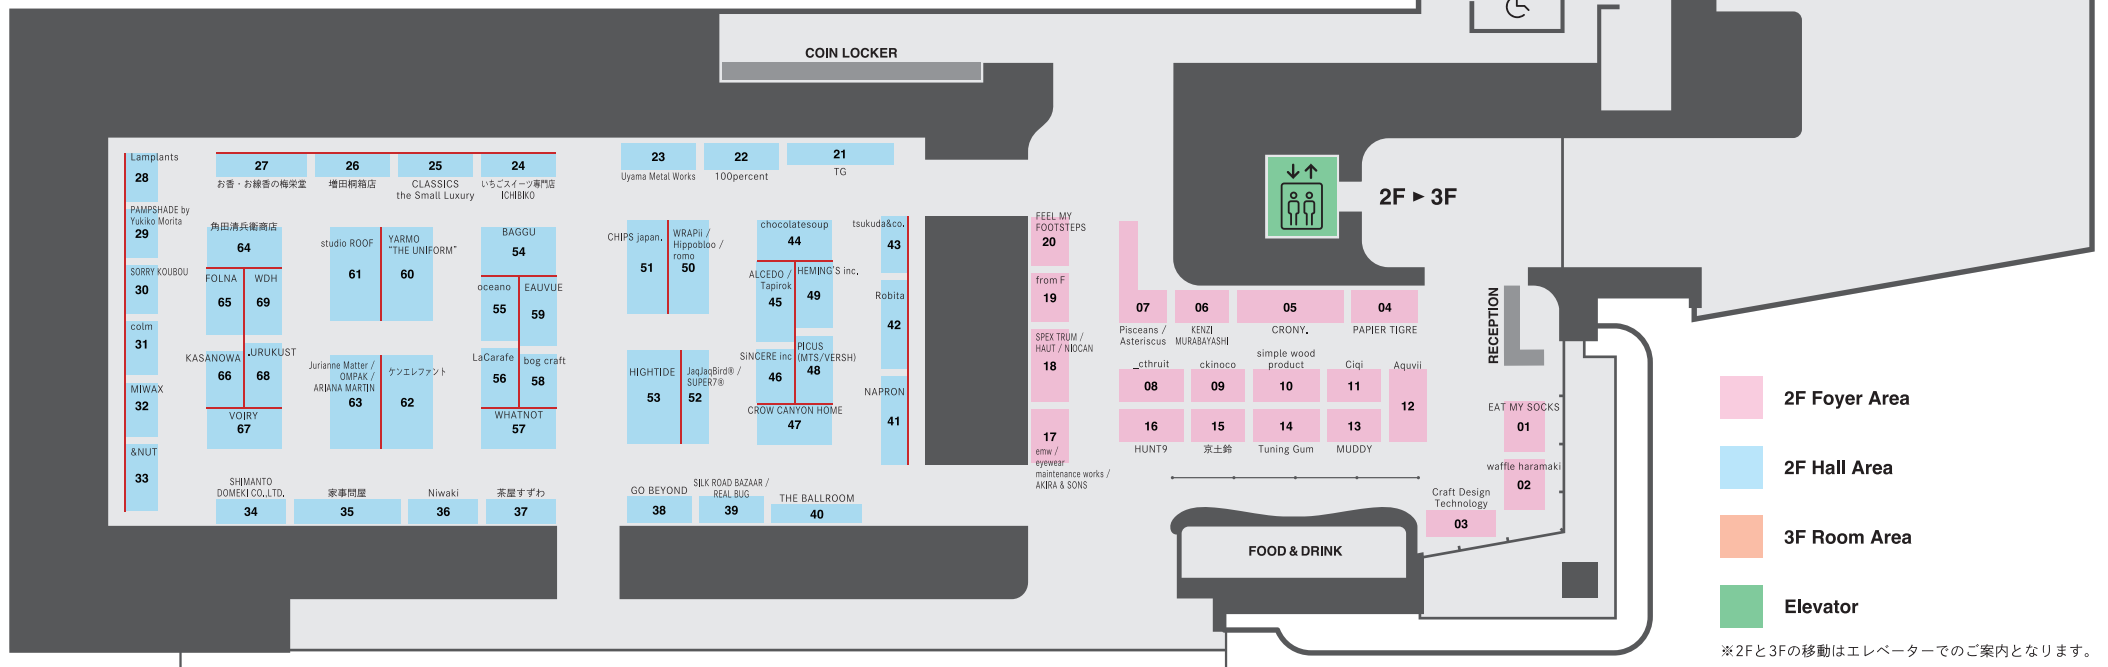 COIN LOCKER
Lamplants
28
PAMPSHADE by
Yukiko Morita
29
SORRY KOUBOU
30
colm
31
MIWAX
32
&NUT
33
27
お香・お線香の梅栄堂
26
増田桐箱店
25
CLASSICS
the Small Luxury
24
いちごスイーツ専門店
ICHIBIKO
23
Uyama Metal Works
22
100percent
21
TG
角田清兵衛商店
64
FOLNA
65
WDH
69
KASANOWA
66
.URUKUST
68
VOIRY
67
studio ROOF
61
YARMO
“THE UNIFORM”
60
Jurianne Matter /
OMPAK /
ARIANA MARTIN
63
ケンエレファント
62
BAGGU
54
oceano
55
EAUVUE
59
LaCarafe
56
bog craft
58
WHATNOT
57
CHIPS japan.
51
WRAPii /
Hippobloo /
romo
50
HIGHTIDE
53
JaqJaqBird® /
SUPER7®
52
chocolatesoup
44
ALCEDO /
Tapirok
45
HEMING'S inc.
49
SiNCERE inc
46
PICUS
(MTS/VERSH)
48
CROW CANYON HOME
47
tsukuda&co.
43
Robita
42
NAPRON
41
SHIMANTO
DOMEKI CO.,LTD.
34
家事問屋
35
Niwaki
36
茶屋すずわ
37
GO BEYOND
38
SILK ROAD BAZAAR /
REAL BUG
39
THE BALLROOM
40
FEEL MY
FOOTSTEPS
20
from F
19
SPEX TRUM /
HAUT / NIOCAN
18
17
emw /
eyewear
maintenance works /
AKIRA & SONS
2F ▶ 3F
07
Pisceans /
Asteriscus
06
KENZI
MURABAYASHI
05
CRONY.
04
PAPIER TIGRE
_cthruit
08
ckinoco
09
simple wood
product
10
Ciqi
11
Aquvii
12
16
HUNT9
15
京土鈴
14
Tuning Gum
13
MUDDY
RECEPTION
EAT MY SOCKS
01
waffle haramaki
02
Craft Design
Technology
03
FOOD & DRINK
2F Foyer Area
2F Hall Area
3F Room Area
Elevator
※2Fと3Fの移動はエレベーターでのご案内となります。